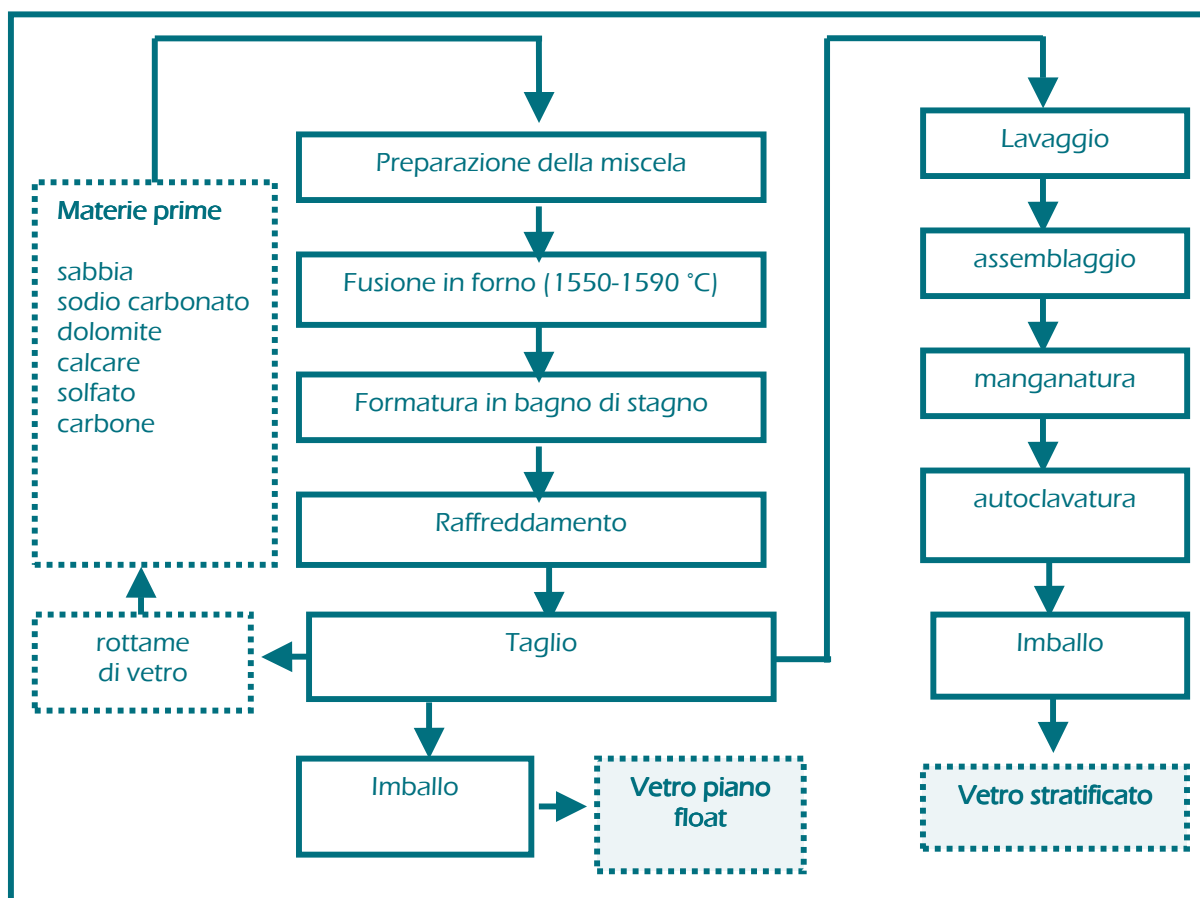 Materie prime
sabbia
sodio carbonato
dolomite
calcare
solfato
carbone
rottame
di vetro
Preparazione della miscela
Fusione in forno (1550-1590 °C)
Formatura in bagno di stagno
Raffreddamento
Taglio
Imballo
Vetro piano
float
Lavaggio
assemblaggio
manganatura
autoclavatura
Imballo
Vetro stratificato